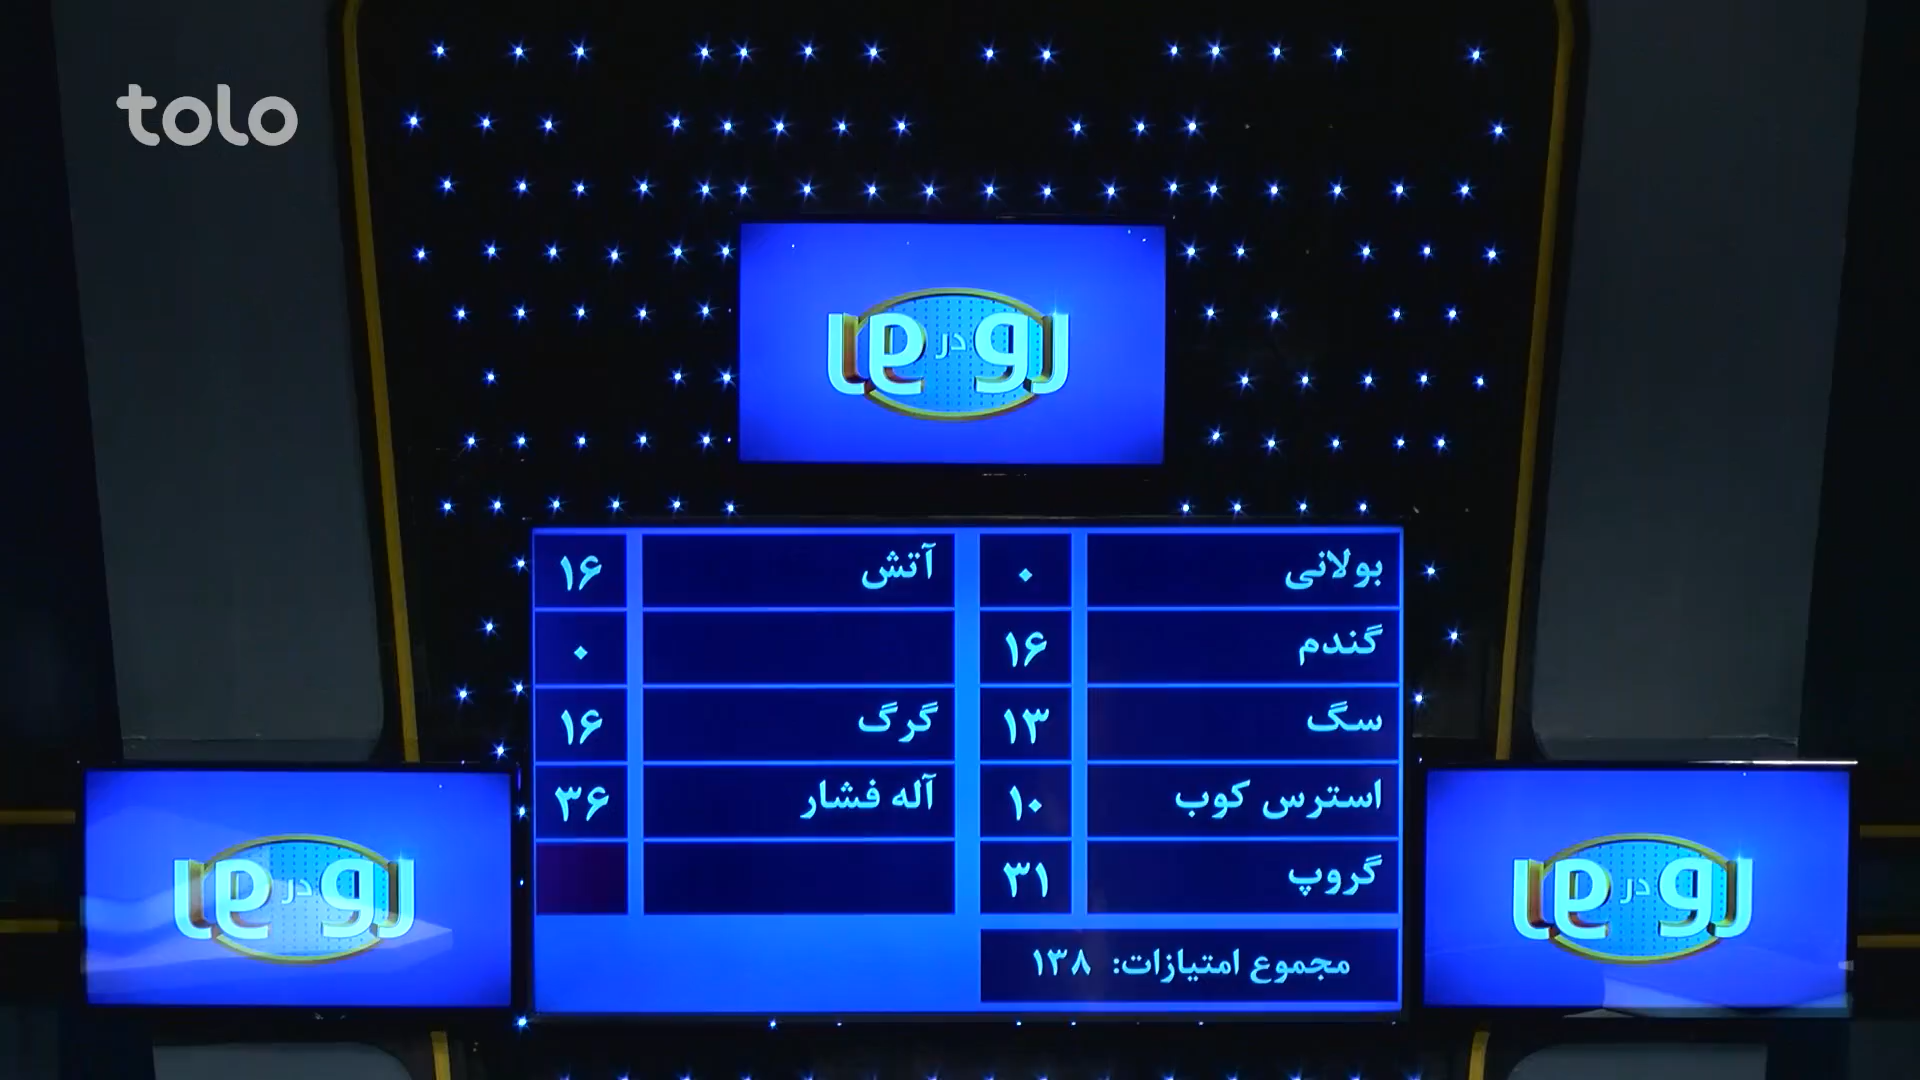 tolo
رو در رو
بولانی ۰ آتش ۱۶
گندم ۱۶ ۰
سگ ۱۳ گرگ ۱۶
استرس کوب ۱۰ آله فشار ۳۶
گروپ ۳۱
مجموع امتیازات: ۱۳۸
رو در رو
رو در رو